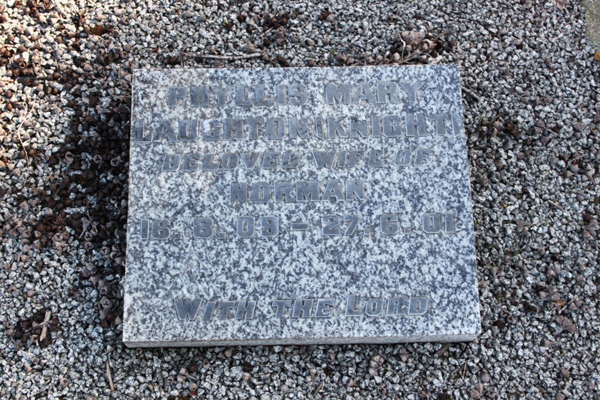 PHYLLIS MARY
LAUGHTON (KNIGHT)
BELOVED WIFE OF
NORMAN
16. 8. 09 – 27. 6. 01
WITH THE LORD